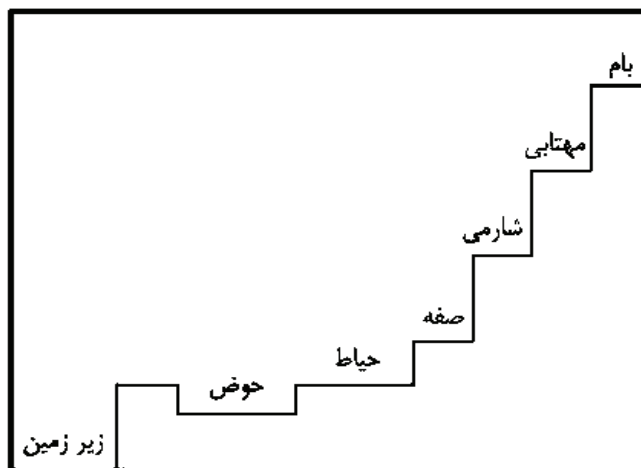 بام
مهتابی
شارمی
صفه
حیاط
حوض
زیر زمین